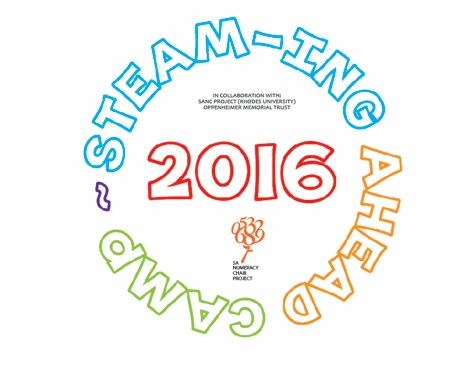 ~ STEAM-ING AHEAD CAMP
IN COLLABORATION WITH:
SANC PROJECT (RHODES UNIVERSITY)
OPPENHEIMER MEMORIAL TRUST
2016
SA
NUMERACY
CHAIR
PROJECT